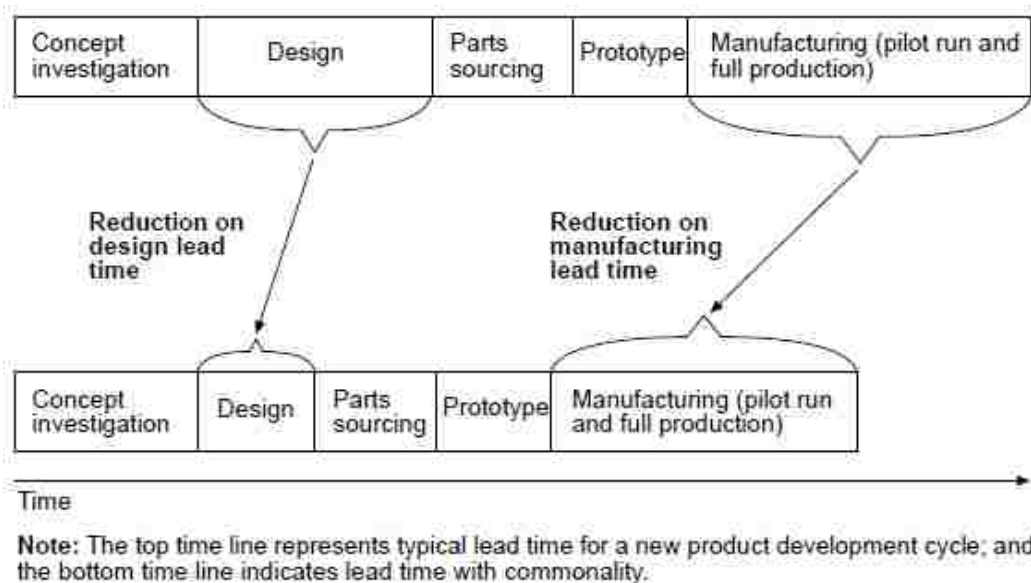 Concept
investigation
Design
Parts
sourcing
Prototype
Manufacturing (pilot run and
full production)
Reduction on
design lead
time
Reduction on
manufacturing
lead time
Concept
investigation
Design
Parts
sourcing
Prototype
Manufacturing (pilot run
and full production)
Time
Note: The top time line represents typical lead time for a new product development cycle; and
the bottom time line indicates lead time with commonality.